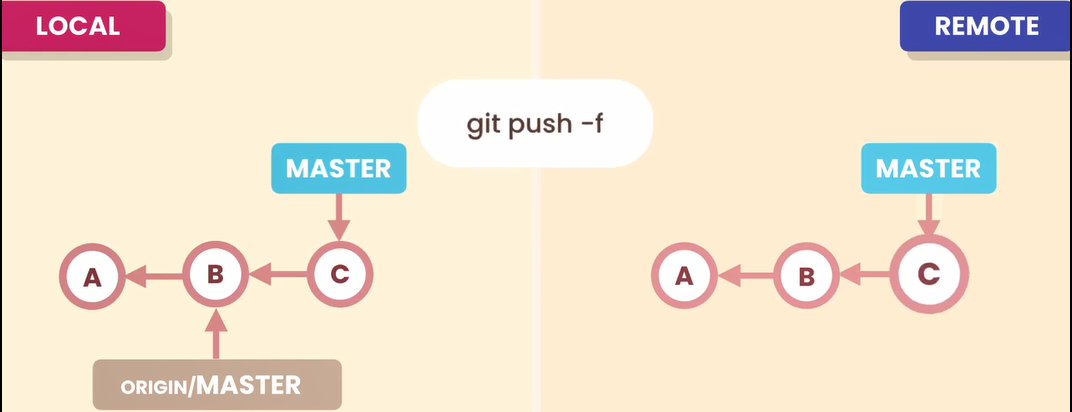 LOCAL
REMOTE
git push -f
MASTER
MASTER
A
B
C
A
B
C
ORIGIN/MASTER